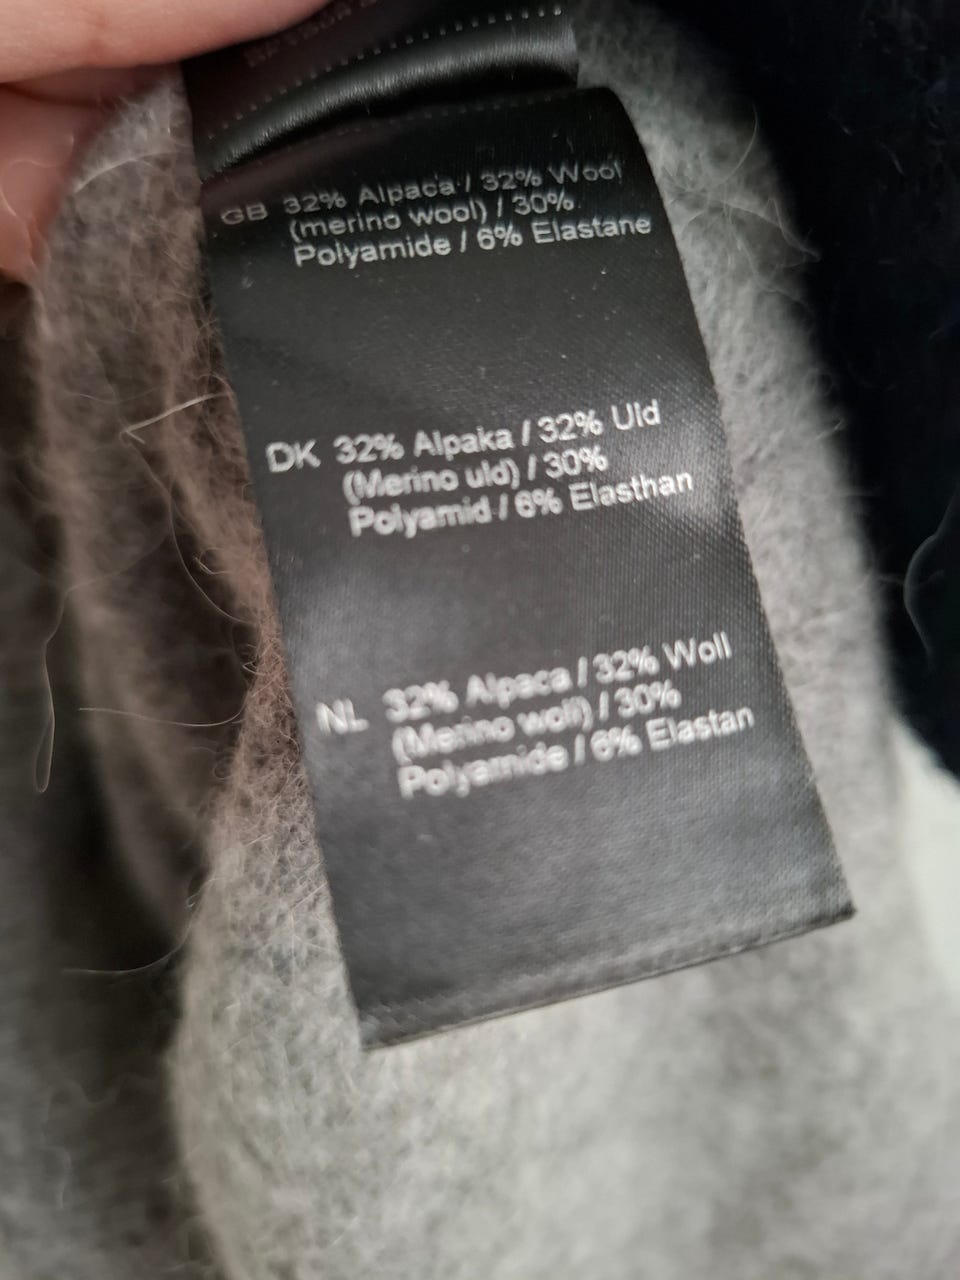 GB 32% Alpaca / 32% Wool
(merino wool) / 30%
Polyamide / 6% Elastane
DK 32% Alpaka / 32% Uld
(Merino uld) / 30%
Polyamid / 6% Elasthan
NL 32% Alpaca / 32% Woll
(Merino woll) / 30%
Polyamide / 6% Elastan